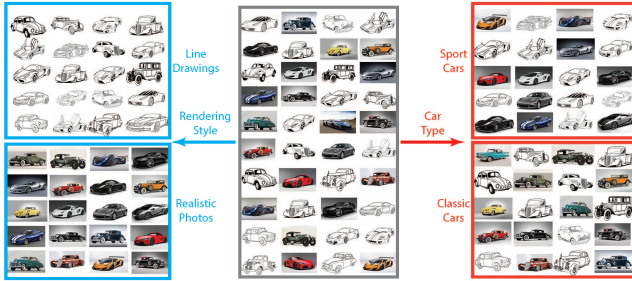 Line
Drawings
Rendering
Style
Realistic
Photos
Sport
Cars
Car
Type
Classic
Cars